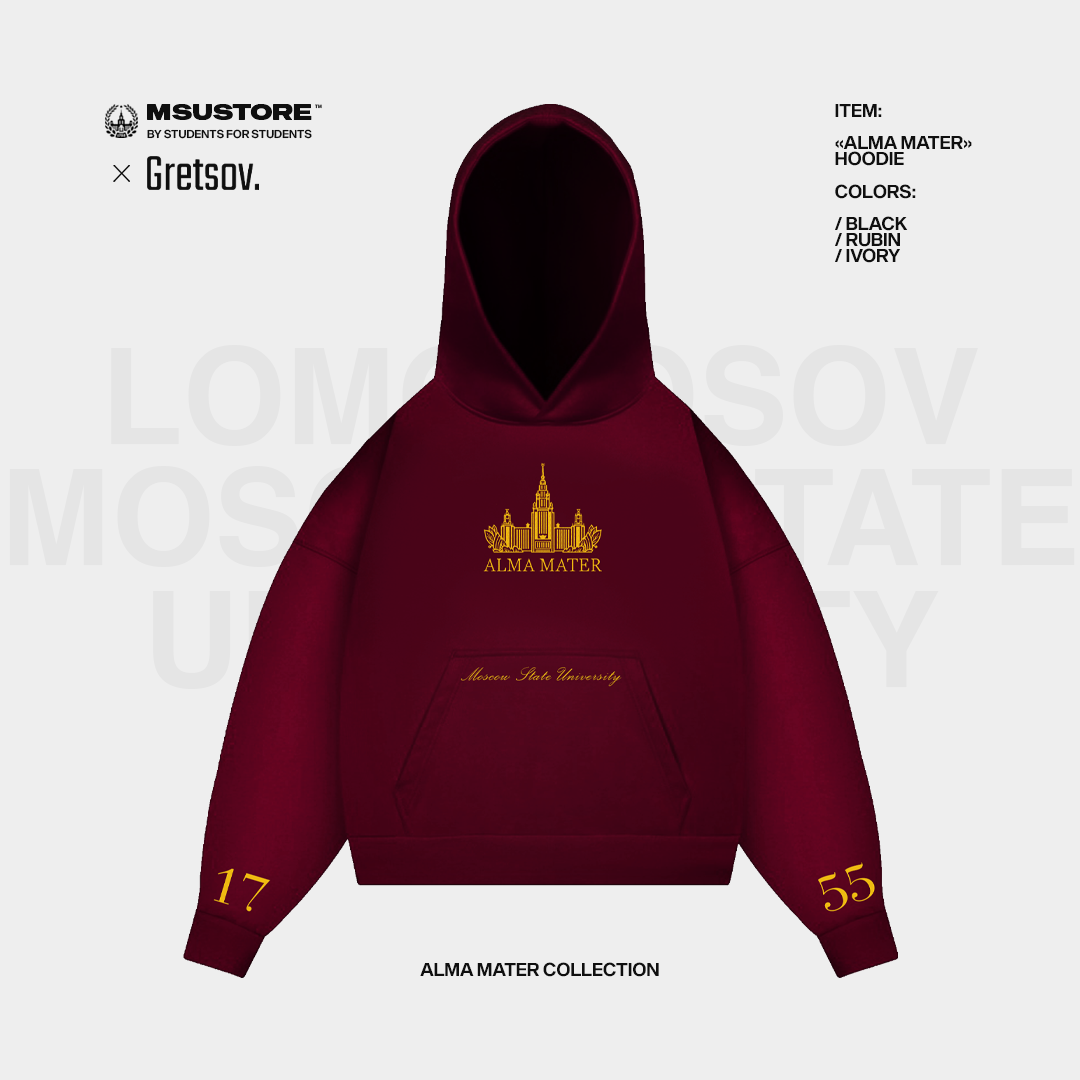 MSUSTORE™
BY STUDENTS FOR STUDENTS
× Gretsov.
ITEM:
«ALMA MATER»
HOODIE
COLORS:
/ BLACK
/ RUBIN
/ IVORY
ALMA MATER
Moscow State University
17
55
ALMA MATER COLLECTION